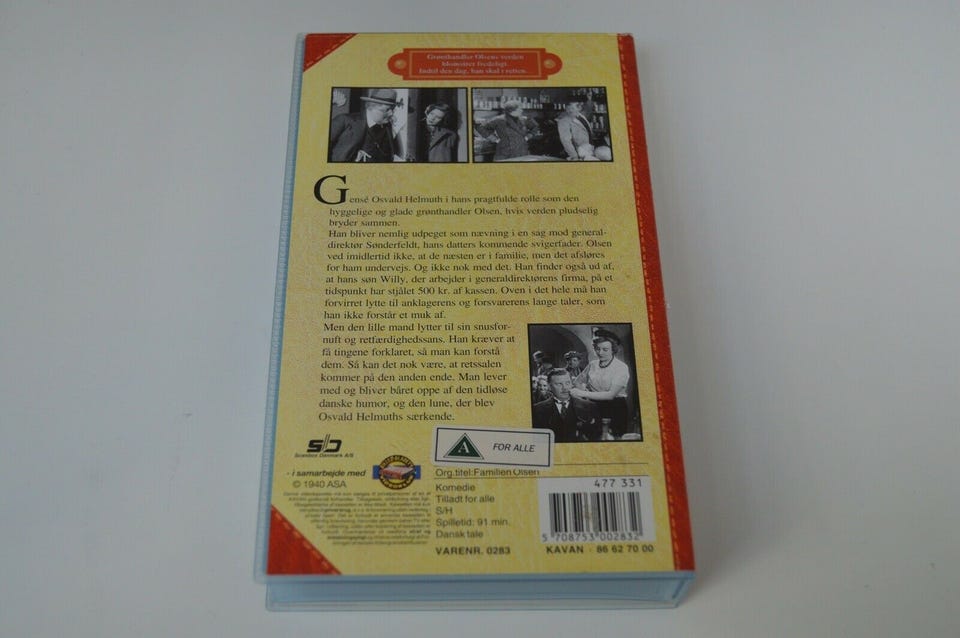 Grønthandler Olsens verden
blomstrer fredeligt.
Indtil den dag, han skal i retten.
Gensé Osvald Helmuth i hans pragtfulde rolle som den
hyggelige og glade grønthandler Olsen, hvis verden pludselig
bryder sammen.
Han bliver nemlig udpeget som nævning i en sag mod general-
direktør Sønderfeldt, hans datters kommende svigerfader. Olsen
ved imidlertid ikke, at de næsten er i familie, men det afsløres
for ham undervejs. Og ikke nok med det. Han finder også ud af,
at hans søn Willy, der arbejder i generaldirektørens firma, på et
tidspunkt har stjålet 500 kr. af kassen. Oven i det hele må han
forvirret lytte til anklagerens og forsvarerens lange taler, som
han ikke forstår et muk af.
Men den lille mand lytter til sin snusfor-
nuft og retfærdighedssans. Han kræver at
få tingene forklaret, så man kan forstå
dem. Så kan det nok være, at retssalen
kommer på den anden ende. Man lever
med og bliver båret oppe af den tidløse
danske humor, og den lune, der blev
Osvald Helmuths særkende.
Scanbox Danmark A/S
- i samarbejde med
© 1940 ASA
A FOR ALLE
Org.titel: Familien Olsen
Komedie
Tilladt for alle
S/H
Spilletid: 91 min.
Dansk tale
VARENR. 0283
477 331
5 708753 002832
KAVAN · 86 62 70 00